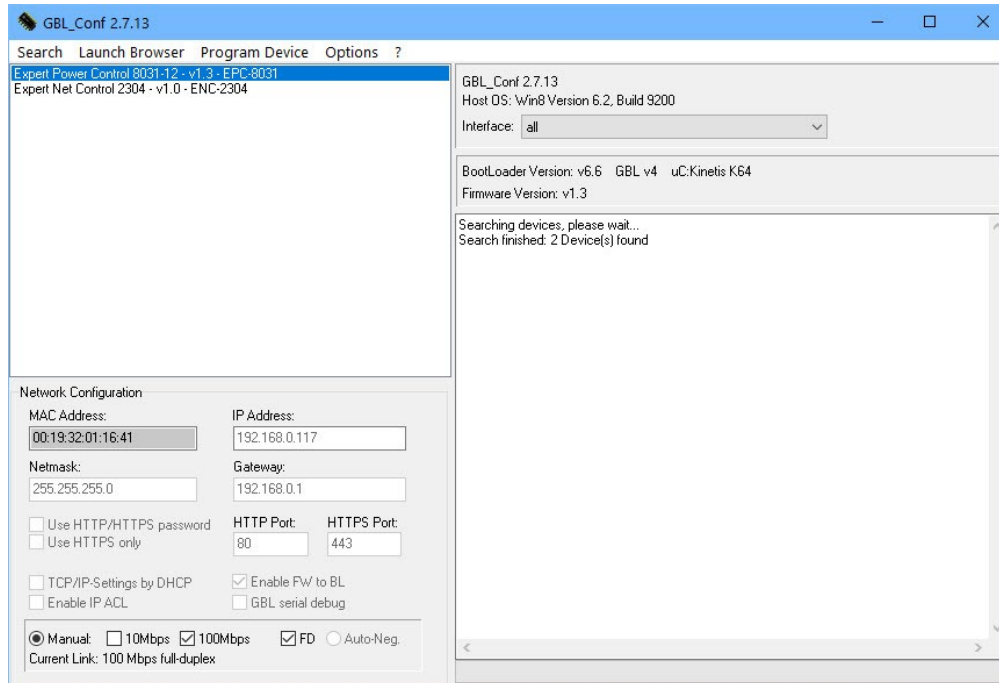 GBL_Conf 2.7.13
Search Launch Browser Program Device Options ?
Expert Power Control 8031-12 - v1.3 - EPC-8031
Expert Net Control 2304 - v1.0 - ENC-2304
GBL_Conf 2.7.13
Host OS: Win8 Version 6.2, Build 9200
Interface: all
BootLoader Version: v6.6 GBL v4 uC:Kinetis K64
Firmware Version: v1.3
Searching devices, please wait...
Search finished: 2 Device(s) found
Network Configuration
MAC Address: IP Address:
00:19:32:01:16:41 192.168.0.117
Netmask: Gateway:
255.255.255.0 192.168.0.1
Use HTTP/HTTPS password HTTP Port: HTTPS Port:
Use HTTPS only 80 443
TCP/IP-Settings by DHCP Enable FW to BL
Enable IP ACL GBL serial debug
Manual: 10Mbps 100Mbps FD Auto-Neg.
Current Link: 100 Mbps full-duplex